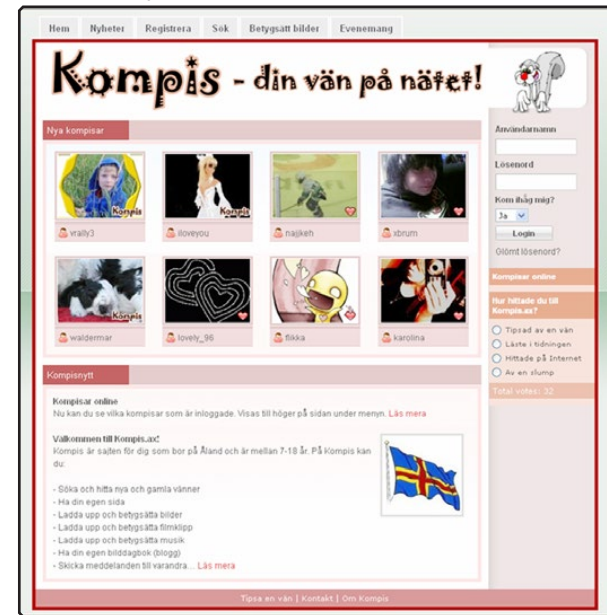 Hem Nyheter Registrera Sök Betygsätt bilder Evenemang
Kompis - din vän på nätet!
Nya kompisar
Kompis
vrally3 iloveyou najjkeh xbrum
Kompis
waldermar lovely_96 flikka karolina
Kompisnytt
Kompisar online
Nu kan du se vilka kompisar som är inloggade. Visas till höger på sidan under menyn. Läs mera
Välkommen till Kompis.ax!
Kompis är sajten för dig som bor på Åland och är mellan 7-18 år. På Kompis kan
du:
- Söka och hitta nya och gamla vänner
- Ha din egen sida
- Ladda upp och betygsätta bilder
- Ladda upp och betygsätta filmklipp
- Ladda upp och betygsätta musik
- Ha din egen bilddagbok (blogg)
- Skicka meddelanden till varandra... Läs mera
Användarnamn
Lösenord
Kom ihåg mig?
Ja
Login
Glömt lösenord?
Kompisar online
Hur hittade du till
Kompis.ax?
Tipsad av en vän
Läste i tidningen
Hittade på Internet
Av en slump
Total votes: 32
Tipsa en vän | Kontakt | Om Kompis